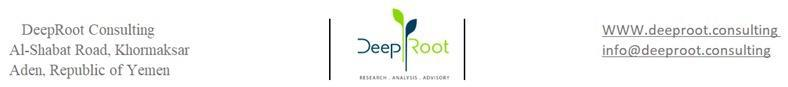 DeepRoot Consulting
Al-Shabat Road, Khormaksar
Aden, Republic of Yemen
DeepRoot
RESEARCH . ANALYSIS . ADVISORY
WWW.deeproot.consulting
info@deeproot.consulting